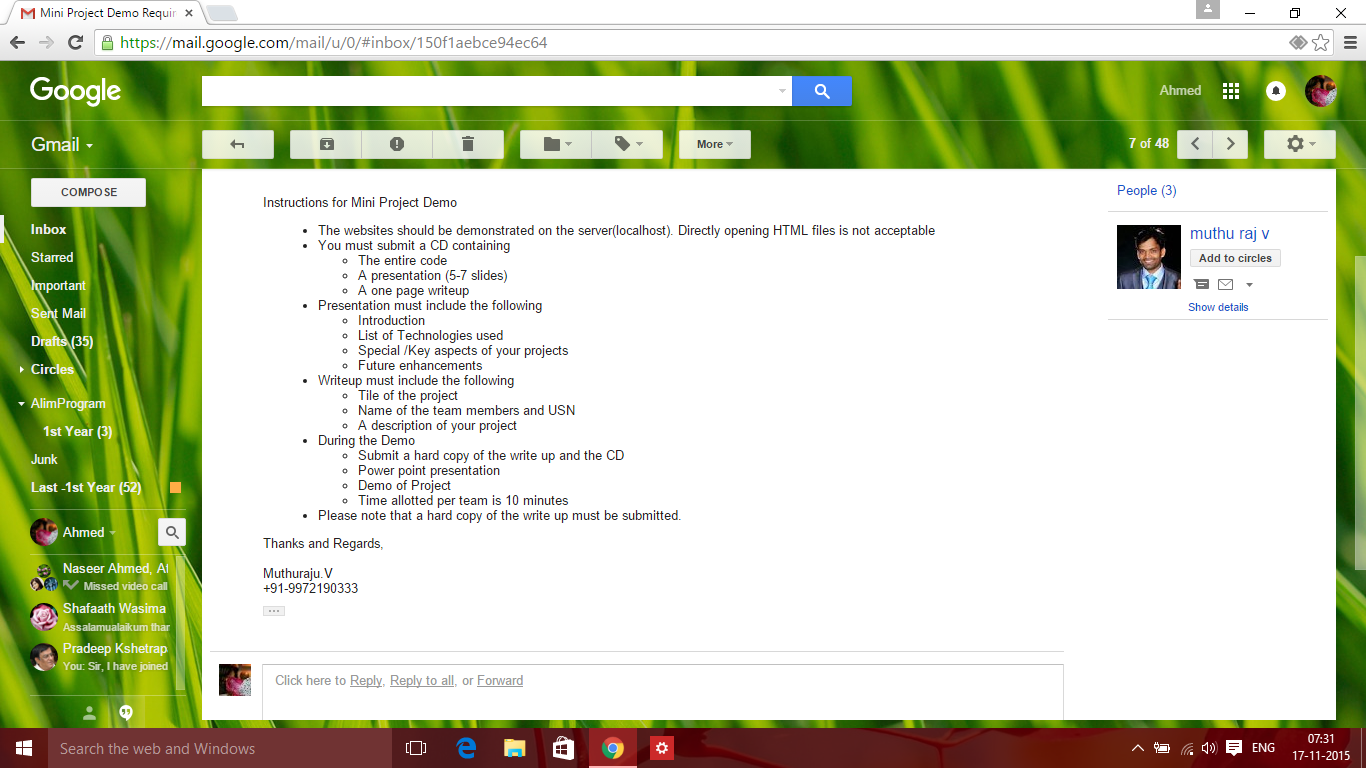 Mini Project Demo Requir
https://mail.google.com/mail/u/0/#inbox/150f1aebce94ec64
Google
Ahmed
Gmail
More
7 of 48
COMPOSE
Inbox
Starred
Important
Sent Mail
Drafts (35)
Circles
AlimProgram
1st Year (3)
Junk
Last -1st Year (52)
Ahmed
Naseer Ahmed, Af
Missed video call
Shafaath Wasima
Assalamualaikum thar
Pradeep Kshetrap
You: Sir, I have joined
Instructions for Mini Project Demo
The websites should be demonstrated on the server(localhost). Directly opening HTML files is not acceptable
You must submit a CD containing
The entire code
A presentation (5-7 slides)
A one page writeup
Presentation must include the following
Introduction
List of Technologies used
Special /Key aspects of your projects
Future enhancements
Writeup must include the following
Tile of the project
Name of the team members and USN
A description of your project
During the Demo
Submit a hard copy of the write up and the CD
Power point presentation
Demo of Project
Time allotted per team is 10 minutes
Please note that a hard copy of the write up must be submitted.
Thanks and Regards,
Muthuraju.V
+91-9972190333
Click here to Reply, Reply to all, or Forward
People (3)
muthu raj v
Add to circles
Show details
Search the web and Windows
ENG
07:31
17-11-2015